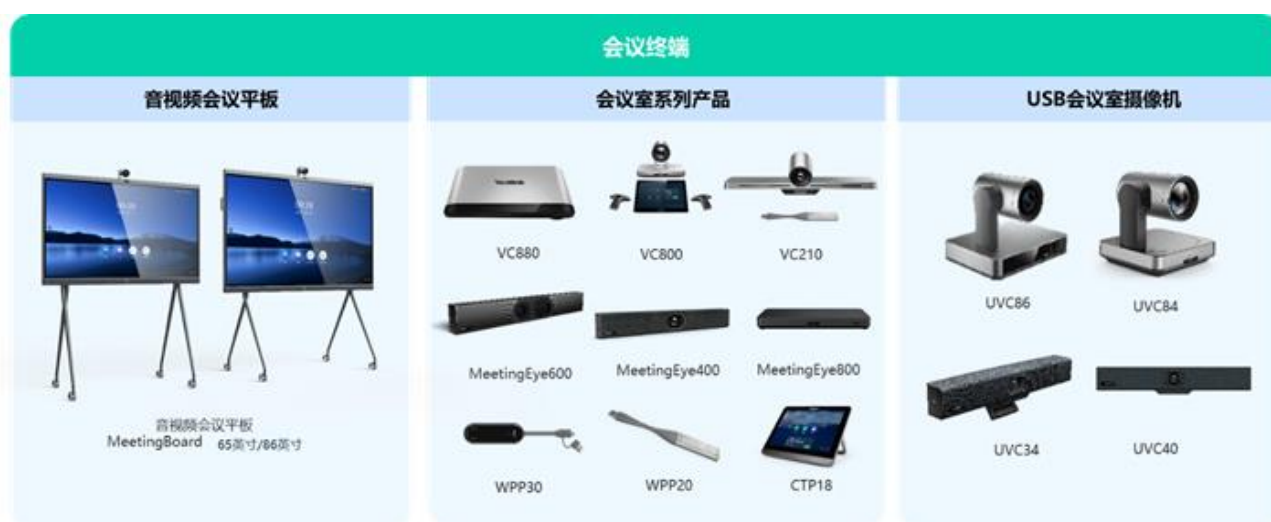 会议终端
音视频会议平板
会议室系列产品
USB会议室摄像机
音视频会议平板
MeetingBoard 65英寸/86英寸
VC880
VC800
VC210
MeetingEye600
MeetingEye400
MeetingEye800
WPP30
WPP20
CTP18
UVC86
UVC84
UVC34
UVC40